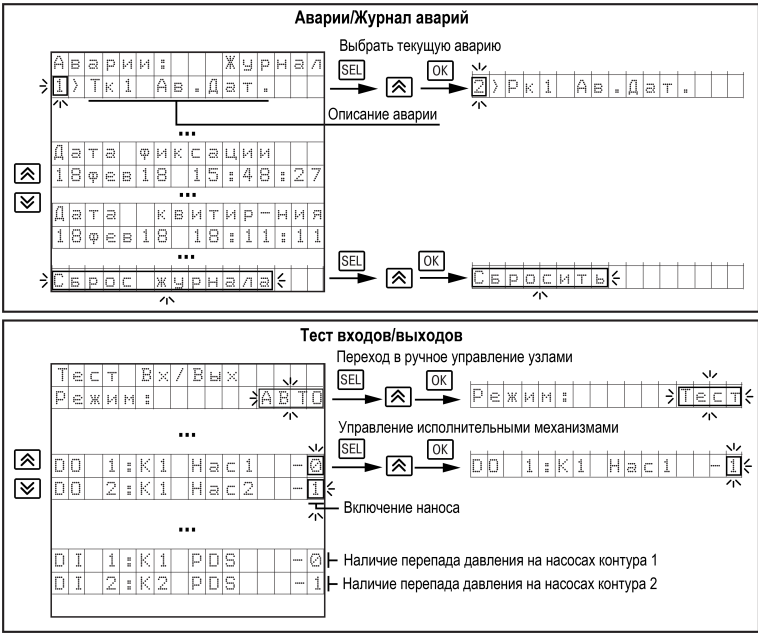 Аварии/Журнал аварий
Выбрать текущую аварию
Аварии: Журнал
SEL OK
1> Тк1 Ав.Дат.
2> Рк1 Ав.Дат.
Описание аварии
...
Дата фиксации
18фев18 15:48:27
...
Дата квитир-ния
18фев18 18:11:11
...
SEL OK
Сброс журнала
Сбросить
Тест входов/выходов
Переход в ручное управление узлами
Тест Вх/Вых
SEL OK
Режим: АВТО
Режим: Тест
...
Управление исполнительными механизмами
SEL OK
DO 1:К1 Нас1 -0
DO 1:К1 Нас1 -1
DO 2:К1 Нас2 -1
Включение наноса
...
DI 1:К1 PDS -0
Наличие перепада давления на насосах контура 1
DI 2:К2 PDS -1
Наличие перепада давления на насосах контура 2